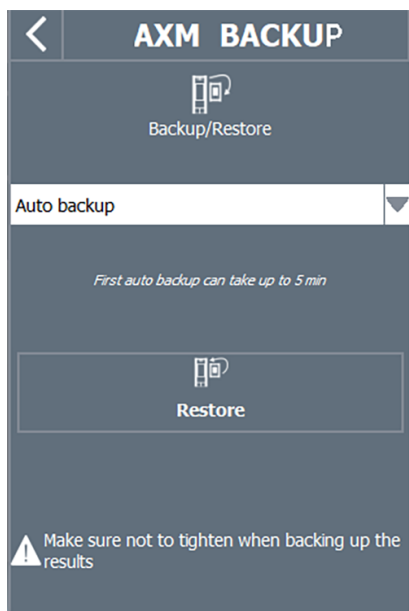 AXM BACKUP
Backup/Restore
Auto backup
First auto backup can take up to 5 min
Restore
Make sure not to tighten when backing up the
results